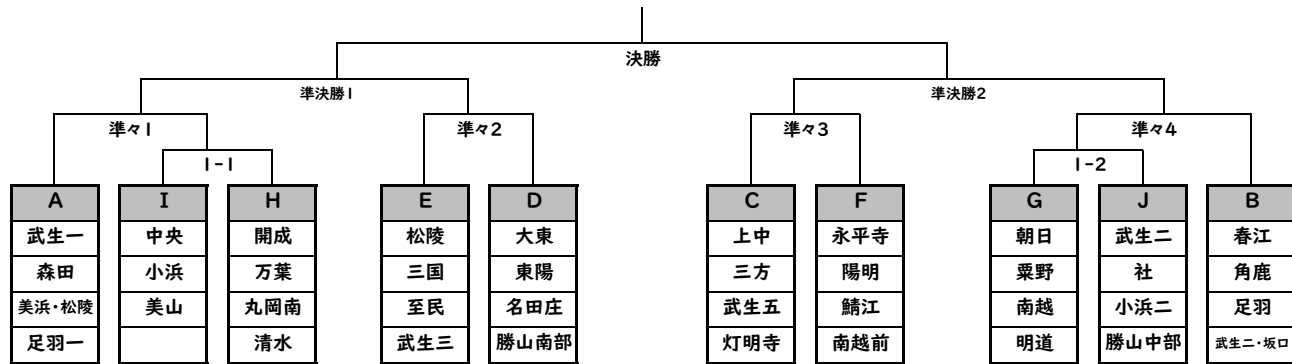 決勝
準決勝1 準決勝2
準々1 準々2 準々3 準々4
1-1 1-2
A I H E D C F G J B
武生一 中央 開成 松陵 大東 上中 永平寺 朝日 武生二 春江
森田 小浜 万葉 三国 東陽 三方 陽明 粟野 社 角鹿
美浜・松陵 美山 丸岡南 至民 名田庄 武生五 鯖江 南越 小浜二 足羽
足羽一 清水 武生三 勝山南部 灯明寺 南越前 明道 勝山中部 武生二・坂口